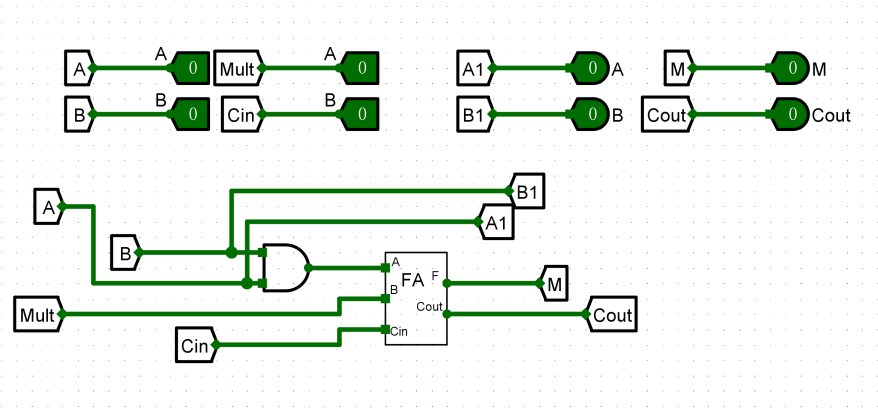 A A 0 Mult A 0 A1 0 A M 0 M
B B 0 Cin B 0 B1 0 B Cout 0 Cout
B1
A
A1
B
A
F
FA
M
B
Cout
Mult
Cout
Cin
Cin